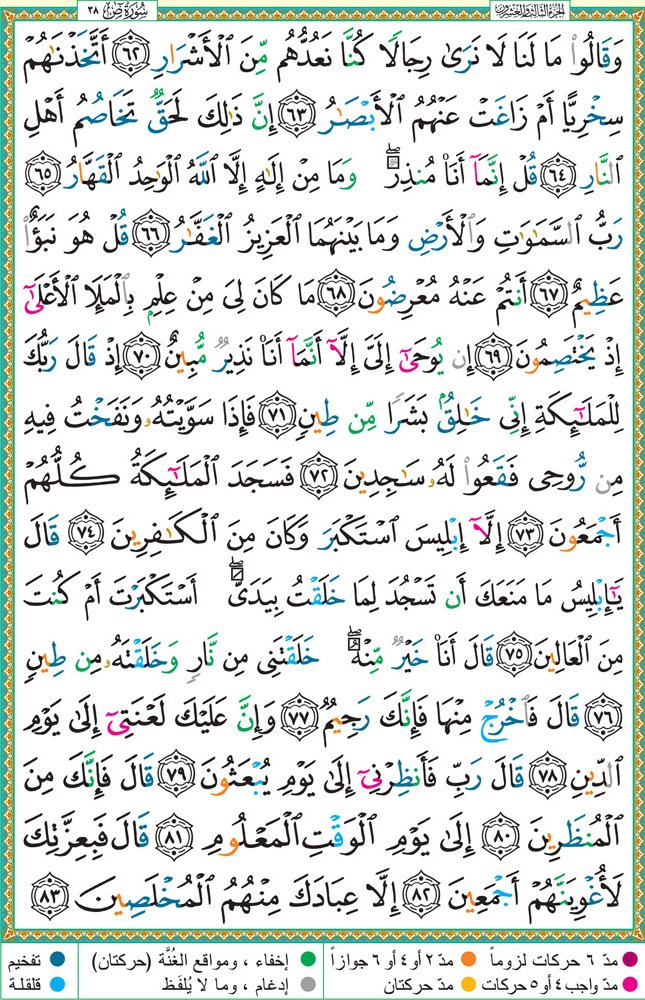 الجزء الثالث والعشرون
سورة ص ٣٨
وَقَالُوا۟ مَا لَنَا لَا نَرَىٰ رِجَالًا كُنَّا نَعُدُّهُم مِّنَ ٱلْأَشْرَارِ ﴿٦٢﴾ أَتَّخَذْنَٰهُمْ
سِخْرِيًّا أَمْ زَاغَتْ عَنْهُمُ ٱلْأَبْصَٰرُ ﴿٦٣﴾ إِنَّ ذَٰلِكَ لَحَقٌّ تَخَاصُمُ أَهْلِ
ٱلنَّارِ ﴿٦٤﴾ قُلْ إِنَّمَآ أَنَا۠ مُنذِرٌ ۖ وَمَا مِنْ إِلَٰهٍ إِلَّا ٱللَّهُ ٱلْوَٰحِدُ ٱلْقَهَّارُ ﴿٦٥﴾
رَبُّ ٱلسَّمَٰوَٰتِ وَٱلْأَرْضِ وَمَا بَيْنَهُمَا ٱلْعَزِيزُ ٱلْغَفَّٰرُ ﴿٦٦﴾ قُلْ هُوَ نَبَؤٌا۟
عَظِيمٌ ﴿٦٧﴾ أَنتُمْ عَنْهُ مُعْرِضُونَ ﴿٦٨﴾ مَا كَانَ لِىَ مِنْ عِلْمٍۭ بِٱلْمَلَإِ ٱلْأَعْلَىٰٓ
إِذْ يَخْتَصِمُونَ ﴿٦٩﴾ إِن يُوحَىٰٓ إِلَىَّ إِلَّآ أَنَّمَآ أَنَا۠ نَذِيرٌ مُّبِينٌ ﴿٧٠﴾ إِذْ قَالَ رَبُّكَ
لِلْمَلَٰٓئِكَةِ إِنِّى خَٰلِقٌۢ بَشَرًا مِّن طِينٍ ﴿٧١﴾ فَإِذَا سَوَّيْتُهُۥ وَنَفَخْتُ فِيهِ
مِن رُّوحِى فَقَعُوا۟ لَهُۥ سَٰجِدِينَ ﴿٧٢﴾ فَسَجَدَ ٱلْمَلَٰٓئِكَةُ كُلُّهُمْ
أَجْمَعُونَ ﴿٧٣﴾ إِلَّآ إِبْلِيسَ ٱسْتَكْبَرَ وَكَانَ مِنَ ٱلْكَٰفِرِينَ ﴿٧٤﴾ قَالَ
يَٰٓإِبْلِيسُ مَا مَنَعَكَ أَن تَسْجُدَ لِمَا خَلَقْتُ بِيَدَىَّ ۖ أَسْتَكْبَرْتَ أَمْ كُنتَ
مِنَ ٱلْعَالِينَ ﴿٧٥﴾ قَالَ أَنَا۠ خَيْرٌ مِّنْهُ ۖ خَلَقْتَنِى مِن نَّارٍ وَخَلَقْتَهُۥ مِن طِينٍ
﴿٧٦﴾ قَالَ فَٱخْرُجْ مِنْهَا فَإِنَّكَ رَجِيمٌ ﴿٧٧﴾ وَإِنَّ عَلَيْكَ لَعْنَتِىٓ إِلَىٰ يَوْمِ
ٱلدِّينِ ﴿٧٨﴾ قَالَ رَبِّ فَأَنظِرْنِىٓ إِلَىٰ يَوْمِ يُبْعَثُونَ ﴿٧٩﴾ قَالَ فَإِنَّكَ مِنَ
ٱلْمُنظَرِينَ ﴿٨٠﴾ إِلَىٰ يَوْمِ ٱلْوَقْتِ ٱلْمَعْلُومِ ﴿٨١﴾ قَالَ فَبِعِزَّتِكَ
لَأُغْوِيَنَّهُمْ أَجْمَعِينَ ﴿٨٢﴾ إِلَّا عِبَادَكَ مِنْهُمُ ٱلْمُخْلَصِينَ ﴿٨٣﴾
مدّ ٦ حركات لزوماً مدّ ٢ أو ٤ أو ٦ جوازاً إخفاء ، ومواقع الغُنَّة (حركتان) تفخيم
مدّ واجب ٤ أو ٥ حركات مدّ حركتان إدغام ، وما لا يُلفَظ قلقلة